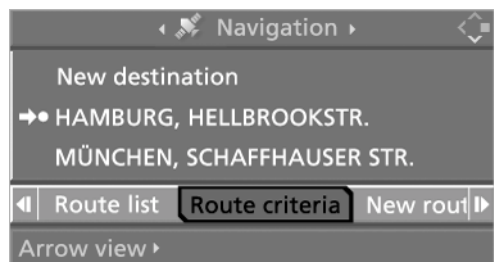 Navigation
New destination
HAMBURG, HELLBROOKSTR.
MÜNCHEN, SCHAFFHAUSER STR.
Route list Route criteria New rout
Arrow view